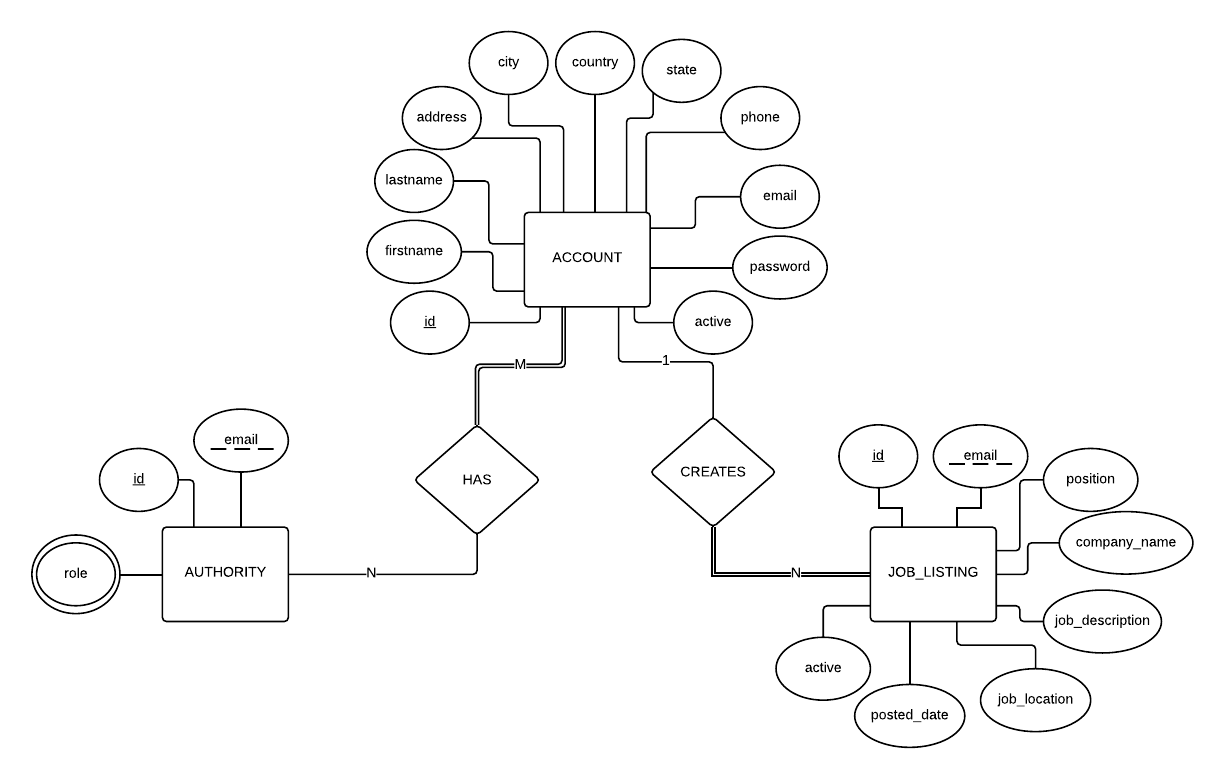 city
country
state
address
phone
lastname
email
firstname
ACCOUNT
password
id
active
M
1
email
id
HAS
CREATES
id
email
position
company_name
role
AUTHORITY
N
N
JOB_LISTING
job_description
active
job_location
posted_date